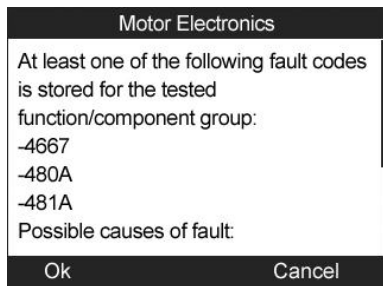 Motor Electronics
At least one of the following fault codes
is stored for the tested
function/component group:
-4667
-480A
-481A
Possible causes of fault:
Ok Cancel